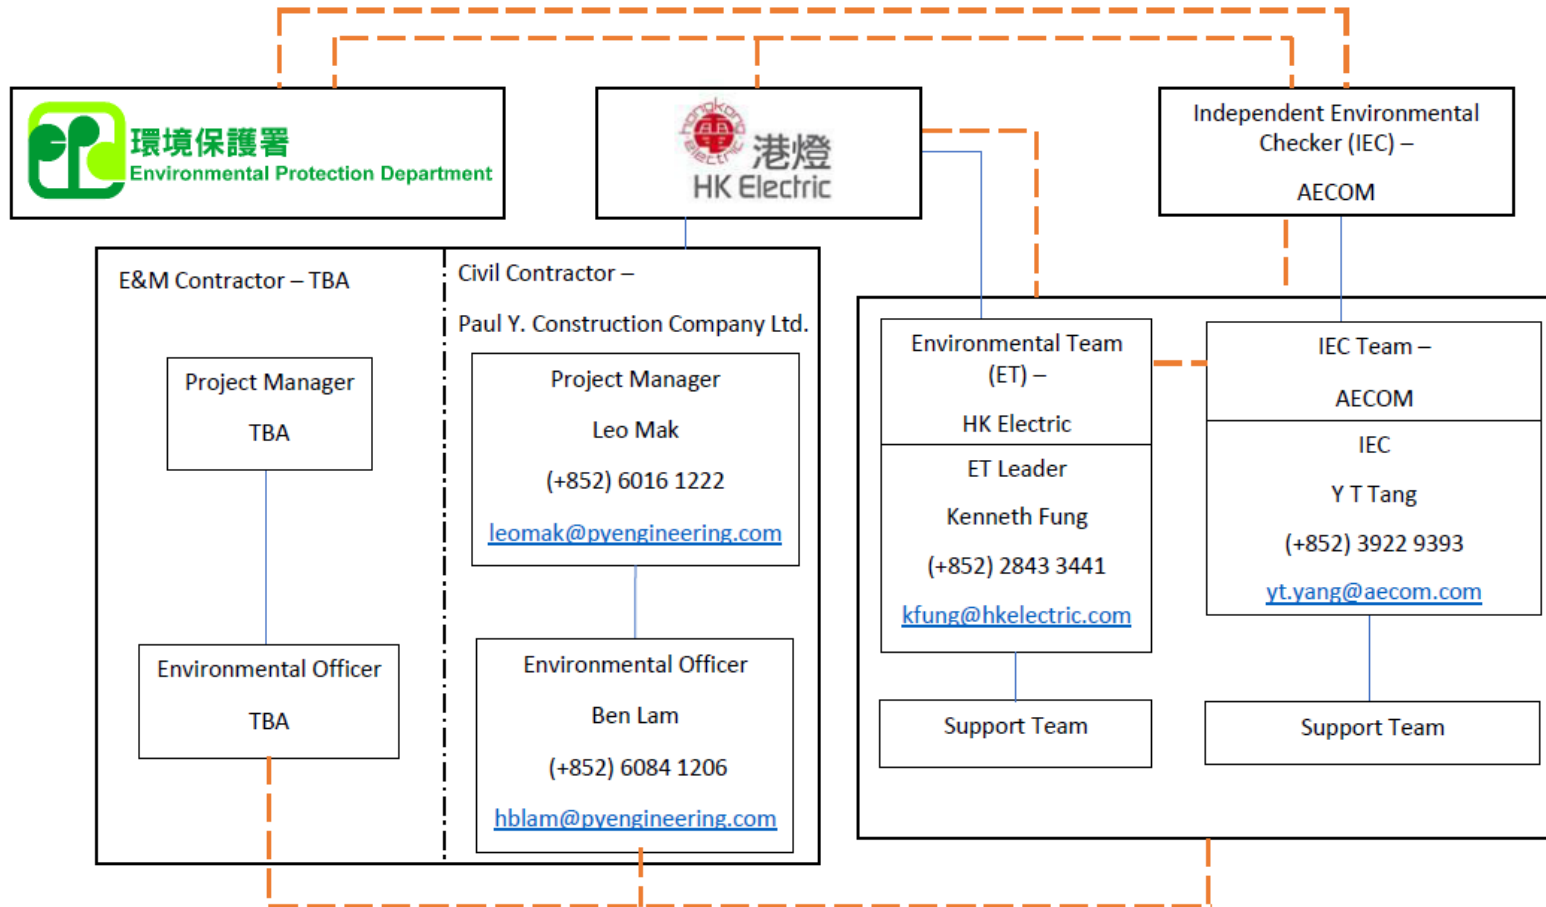 環境保護署
Environmental Protection Department
hongkong
electric
港燈
HK Electric
Independent Environmental
Checker (IEC) –
AECOM
E&M Contractor – TBA
Project Manager
TBA
Environmental Officer
TBA
Civil Contractor –
Paul Y. Construction Company Ltd.
Project Manager
Leo Mak
(+852) 6016 1222
leomak@pyengineering.com
Environmental Officer
Ben Lam
(+852) 6084 1206
hblam@pyengineering.com
Environmental Team
(ET) –
HK Electric
ET Leader
Kenneth Fung
(+852) 2843 3441
kfung@hkelectric.com
Support Team
IEC Team –
AECOM
IEC
Y T Tang
(+852) 3922 9393
yt.yang@aecom.com
Support Team